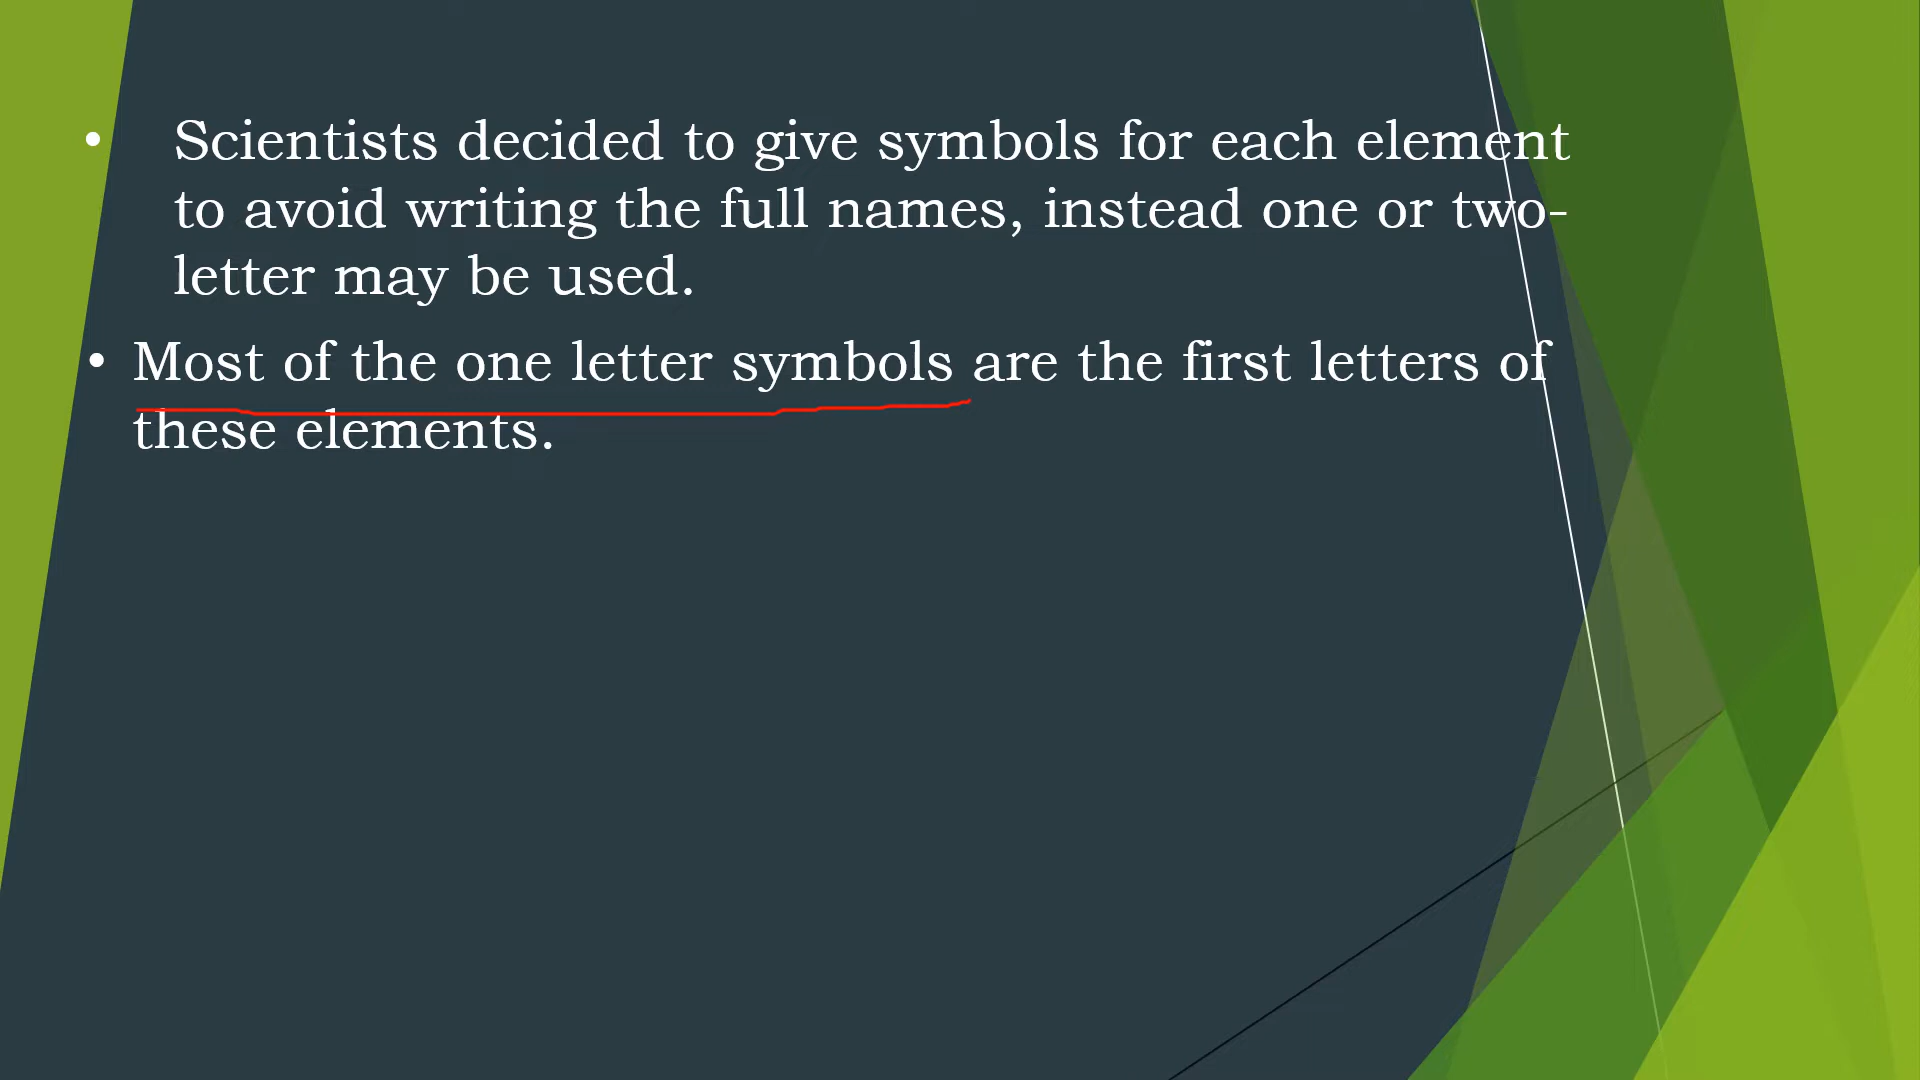 • Scientists decided to give symbols for each element
to avoid writing the full names, instead one or two-
letter may be used.
• Most of the one letter symbols are the first letters of
these elements.